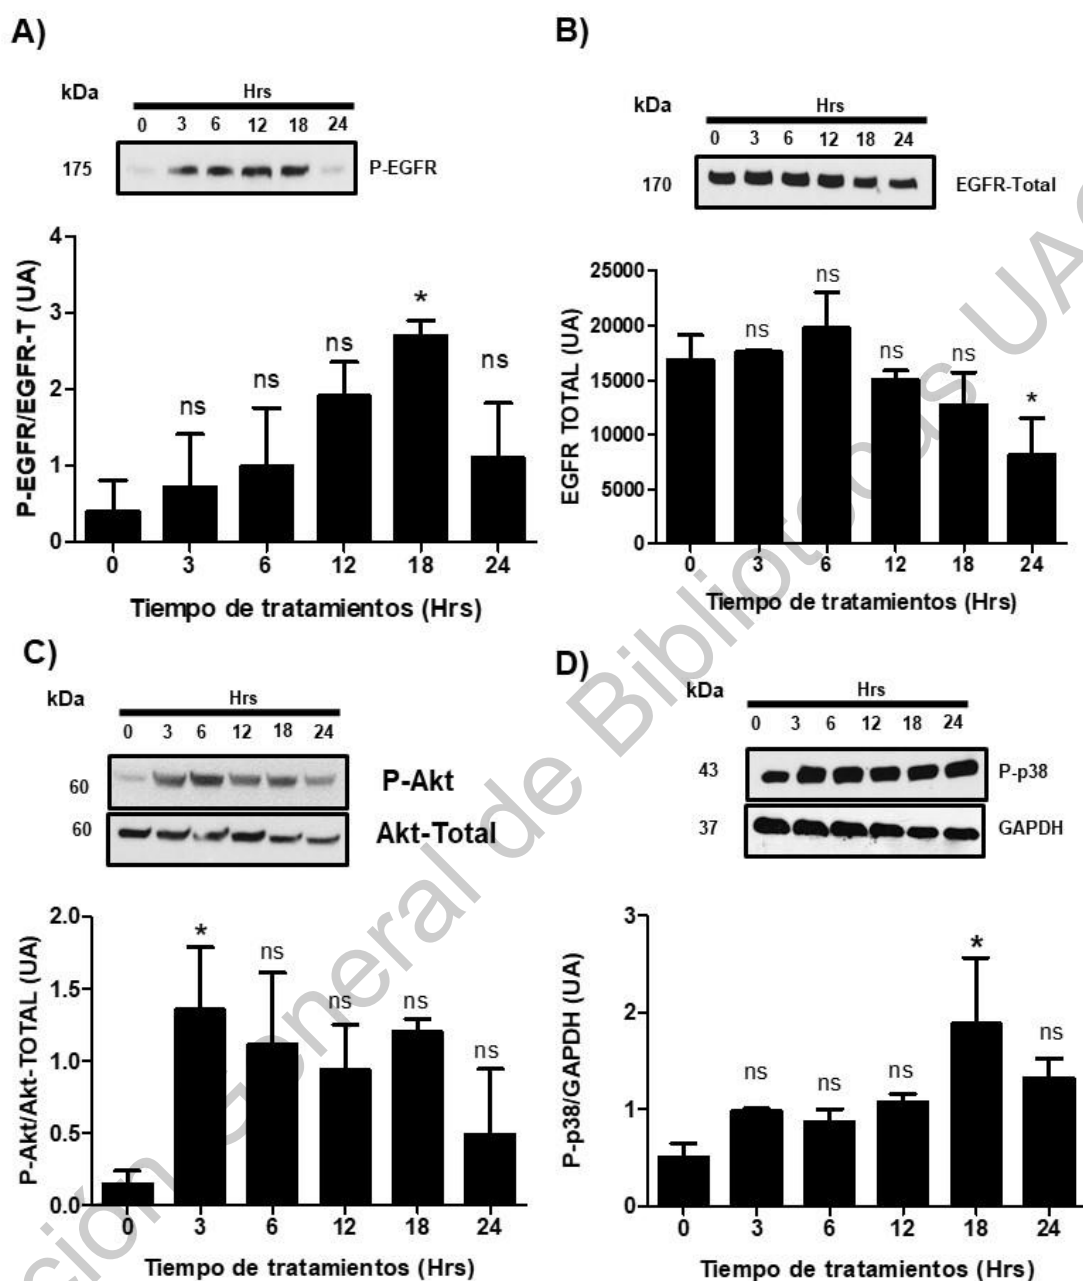 A)
kDa
Hrs
0 3 6 12 18 24
175
P-EGFR
4
3
2
1
0
P-EGFR/EGFR-T (UA)
ns
ns
ns
*
ns
0 3 6 12 18 24
Tiempo de tratamientos (Hrs)
B)
kDa
Hrs
0 3 6 12 18 24
170
EGFR-Total
25000
20000
15000
10000
5000
0
EGFR TOTAL (UA)
ns
ns
ns
ns
*
0 3 6 12 18 24
Tiempo de tratamientos (Hrs)
C)
kDa
Hrs
0 3 6 12 18 24
60
P-Akt
60
Akt-Total
2.0
1.5
1.0
0.5
0.0
P-Akt/Akt-TOTAL (UA)
*
ns
ns
ns
ns
0 3 6 12 18 24
Tiempo de tratamientos (Hrs)
D)
kDa
Hrs
0 3 6 12 18 24
43
P-p38
37
GAPDH
3
2
1
0
P-p38/GAPDH (UA)
ns
ns
ns
*
ns
0 3 6 12 18 24
Tiempo de tratamientos (Hrs)
ción General de Bibliotecas UA